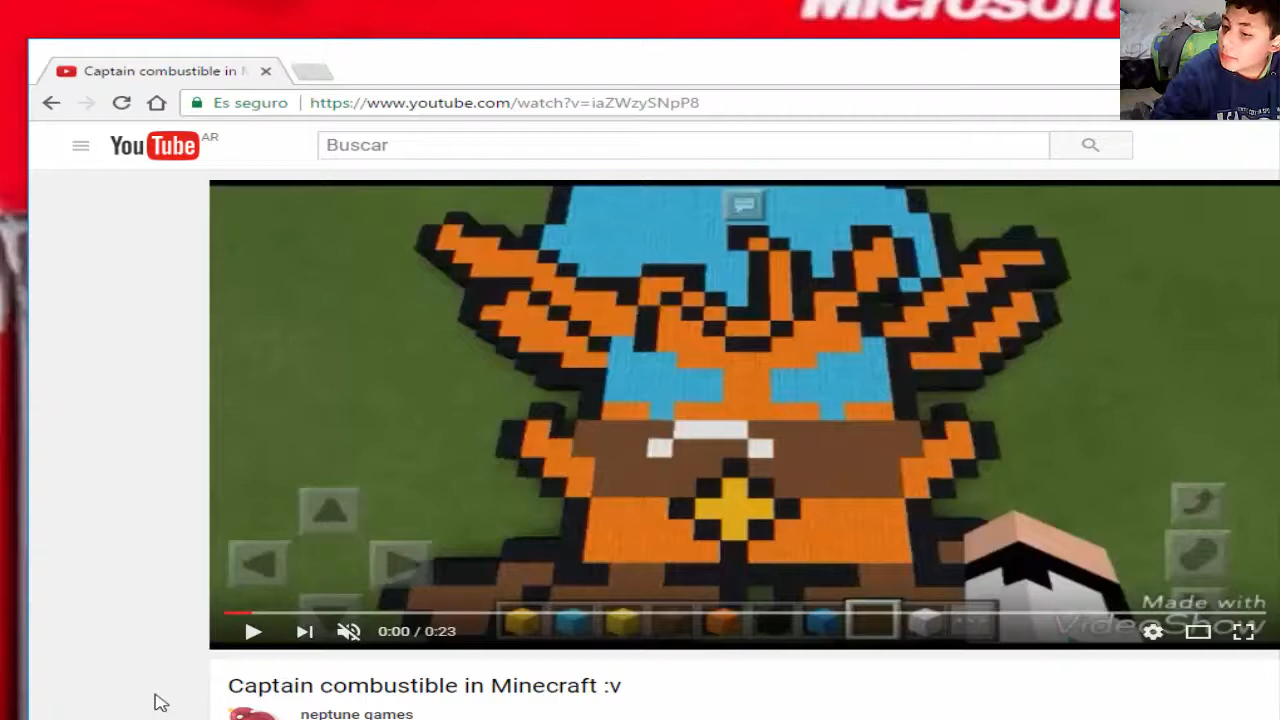 Microsoft
Captain combustible in M
Es seguro
https://www.youtube.com/watch?v=iaZWzySNpP8
YouTube AR
Buscar
0:00 / 0:23
Made with
VideoShow
Captain combustible in Minecraft :v
neptune games